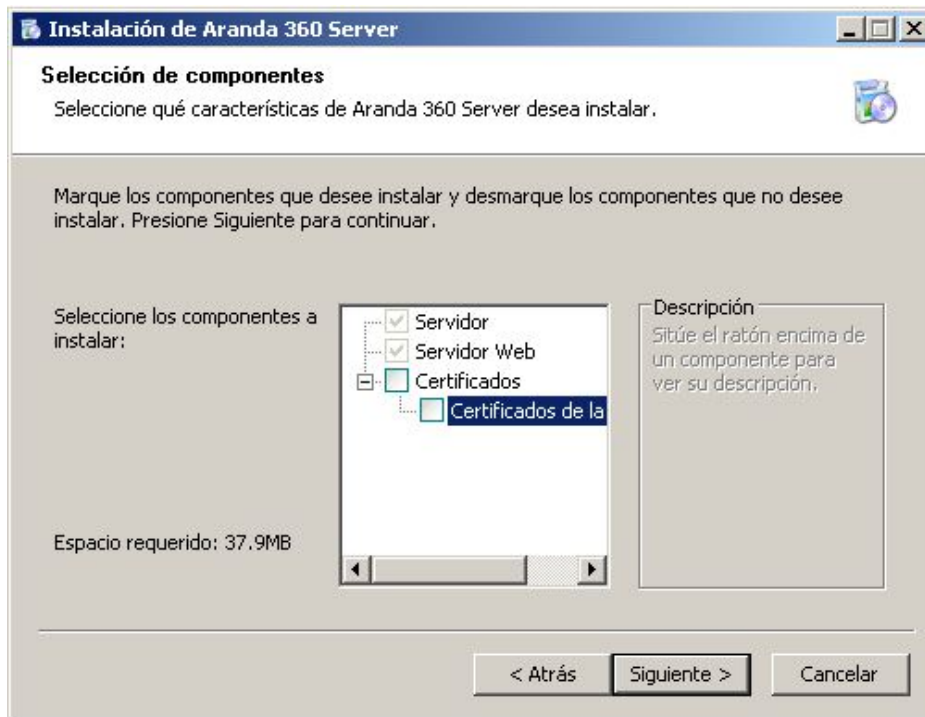 Instalación de Aranda 360 Server
Selección de componentes
Seleccione qué características de Aranda 360 Server desea instalar.
Marque los componentes que desee instalar y desmarque los componentes que no desee
instalar. Presione Siguiente para continuar.
Seleccione los componentes a
instalar:
Servidor
Servidor Web
Certificados
Certificados de la
Descripción
Sitúe el ratón encima de
un componente para
ver su descripción.
Espacio requerido: 37.9MB
< Atrás
Siguiente >
Cancelar